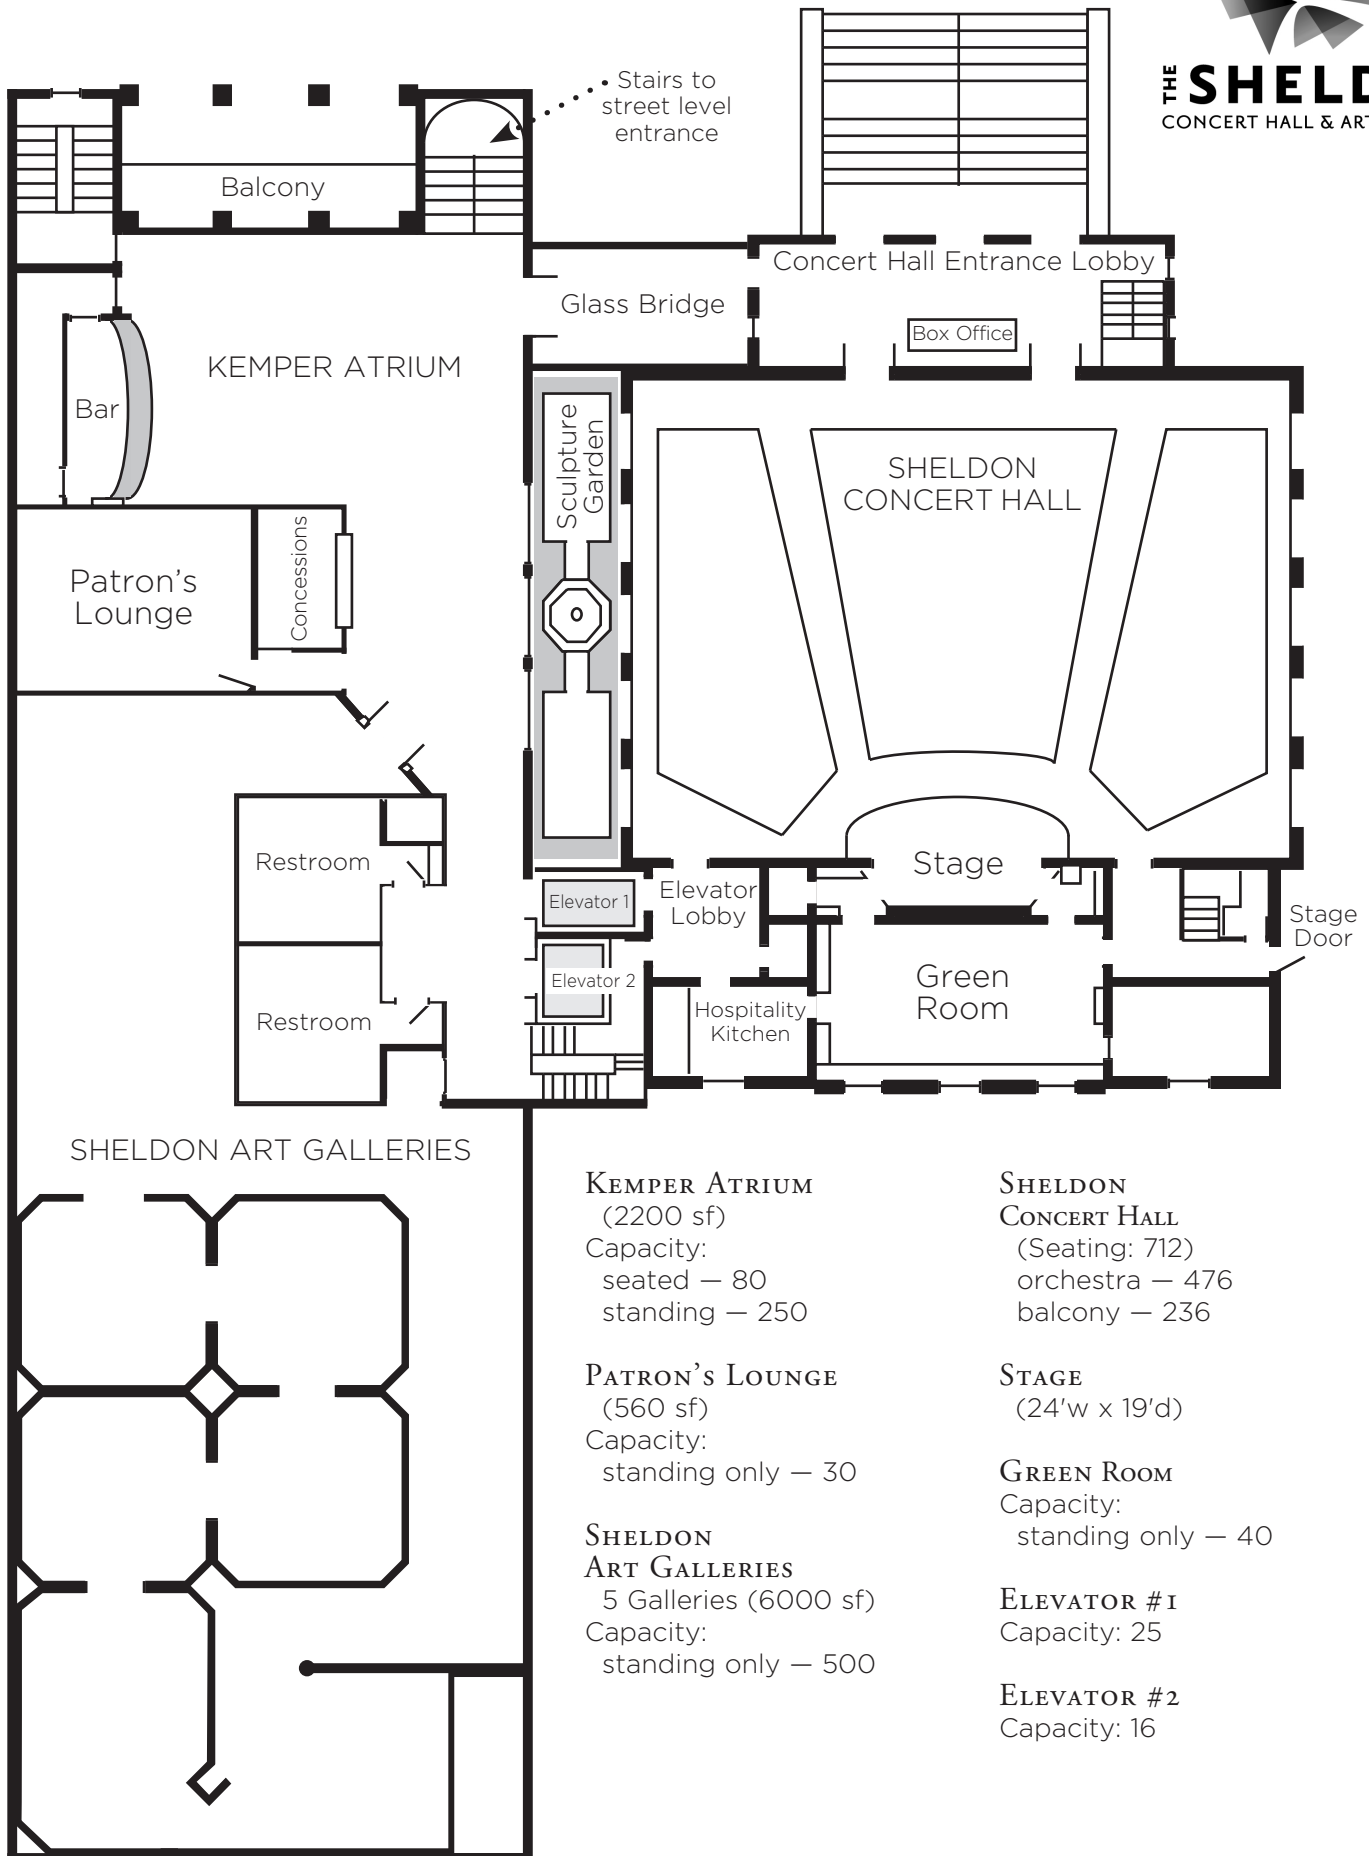 THE SHELD
CONCERT HALL & ART
Stairs to
street level
entrance
Balcony
Concert Hall Entrance Lobby
Glass Bridge
Box Office
KEMPER ATRIUM
Bar
Sculpture
Garden
SHELDON
CONCERT HALL
Concessions
Patron's
Lounge
Restroom
Stage
Elevator 1
Elevator
Lobby
Stage
Door
Elevator 2
Green
Room
Hospitality
Kitchen
Restroom
SHELDON ART GALLERIES
KEMPER ATRIUM
(2200 sf)
Capacity:
seated — 80
standing — 250
PATRON'S LOUNGE
(560 sf)
Capacity:
standing only — 30
SHELDON
ART GALLERIES
5 Galleries (6000 sf)
Capacity:
standing only — 500
SHELDON
CONCERT HALL
(Seating: 712)
orchestra — 476
balcony — 236
STAGE
(24'w x 19'd)
GREEN ROOM
Capacity:
standing only — 40
ELEVATOR #1
Capacity: 25
ELEVATOR #2
Capacity: 16